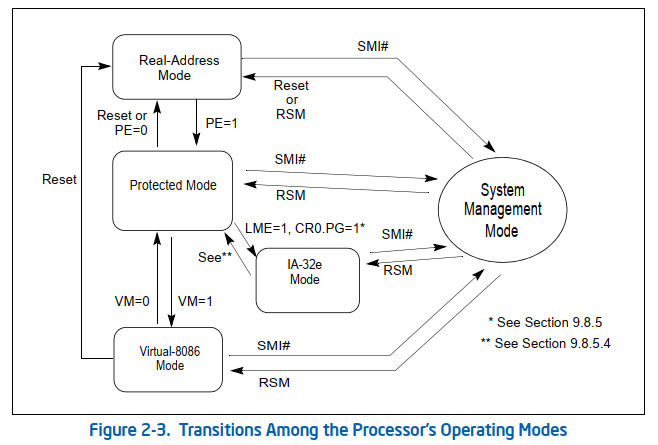 SMI#
Real-Address
Mode
Reset
or
RSM
Reset or
PE=0
PE=1
SMI#
Reset
Protected Mode
RSM
System
Management
Mode
LME=1, CR0.PG=1*
SMI#
See**
IA-32e
Mode
RSM
VM=0
VM=1
* See Section 9.8.5
** See Section 9.8.5.4
SMI#
Virtual-8086
Mode
RSM
Figure 2-3. Transitions Among the Processor's Operating Modes